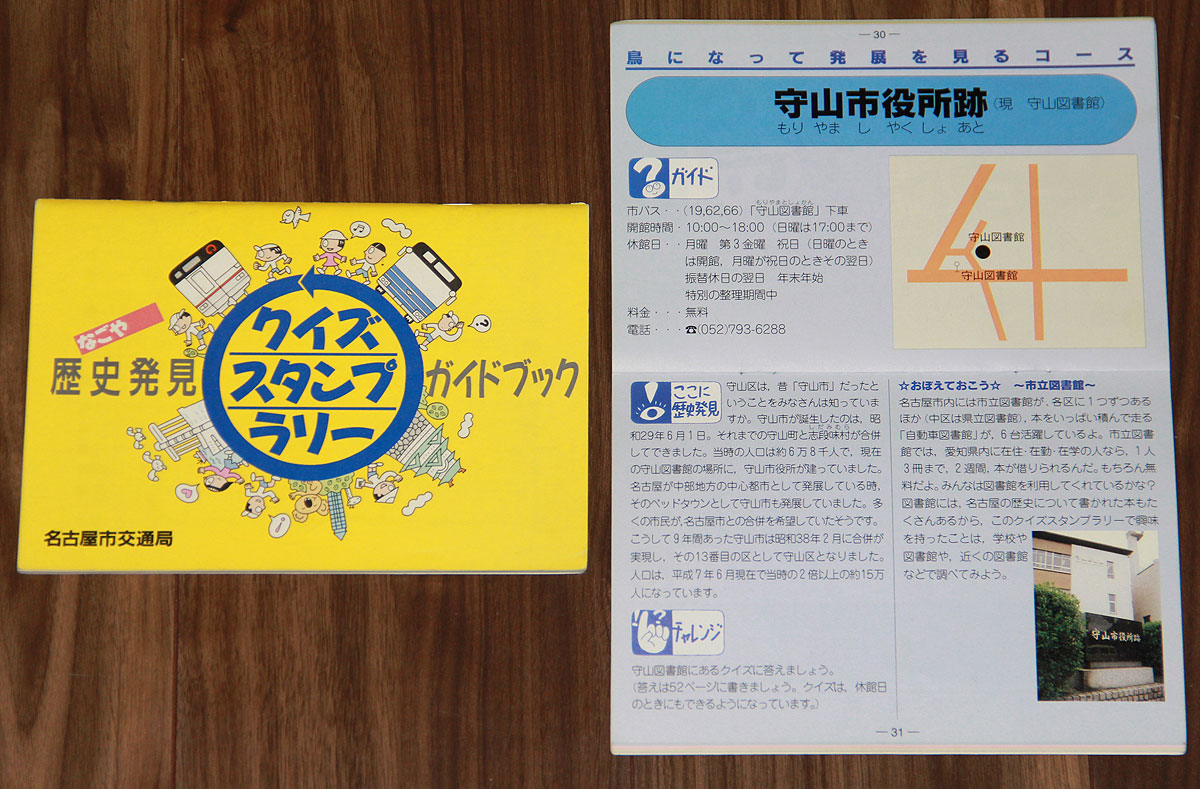 なごや
歴史発見
クイズ
スタンプ
ラリー
ガイドブック
名古屋市交通局
― 30 ―
鳥になって発展を見るコース
守山市役所跡(現　守山図書館)
もり やま し やく しょ あと
ガイド
もりやまとしょかん
市バス・・(19,62,66)「守山図書館」下車
開館時間・10:00～18:00（日曜は17:00まで）
休館日・・月曜　第3金曜　祝日（日曜のとき
は開館，月曜が祝日のときその翌日）
振替休日の翌日　年末年始
特別の整理期間中
料金・・・無料
電話・・・☎(052)793-6288
守山図書館
守山図書館
ここに
歴史発見
守山区は，昔「守山市」だったと
いうことをみなさんは知っていま
すか。守山市が誕生したのは，昭
しだみむら
和29年6月1日。それまでの守山町と志段味村が合併
してできました。当時の人口は約6万8千人で，現在
の守山図書館の場所に，守山市役所が建っていました。
名古屋が中部地方の中心都市として発展している時，
そのベッドタウンとして守山市も発展していました。多
くの市民が，名古屋市との合併を希望していたそうです。
こうして9年間あった守山市は昭和38年2月に合併が
実現し，その13番目の区として守山区となりました。
人口は，平成7年6月現在で当時の2倍以上の約15万
人になっています。
チャレンジ
守山図書館にあるクイズに答えましょう。
（答えは52ページに書きましょう。クイズは、休館日
のときにもできるようになっています。）
☆おぼえておこう☆　～市立図書館～
名古屋市内には市立図書館が，各区に1つずつある
ほか（中区は県立図書館），本をいっぱい積んで走る
「自動車図書館」が，6台活躍しているよ。市立図書
館では，愛知県内に在住・在勤・在学の人なら，1人
3冊まで，2週間，本が借りられるんだ。もちろん無
料だよ。みんなは図書館を利用してくれているかな？
図書館には，名古屋の歴史について書かれた本もた
くさんあるから，このクイズスタンプラリーで興味
を持ったことは，学校や
図書館や，近くの図書館
などで調べてみよう。
守山市役所跡
― 31 ―